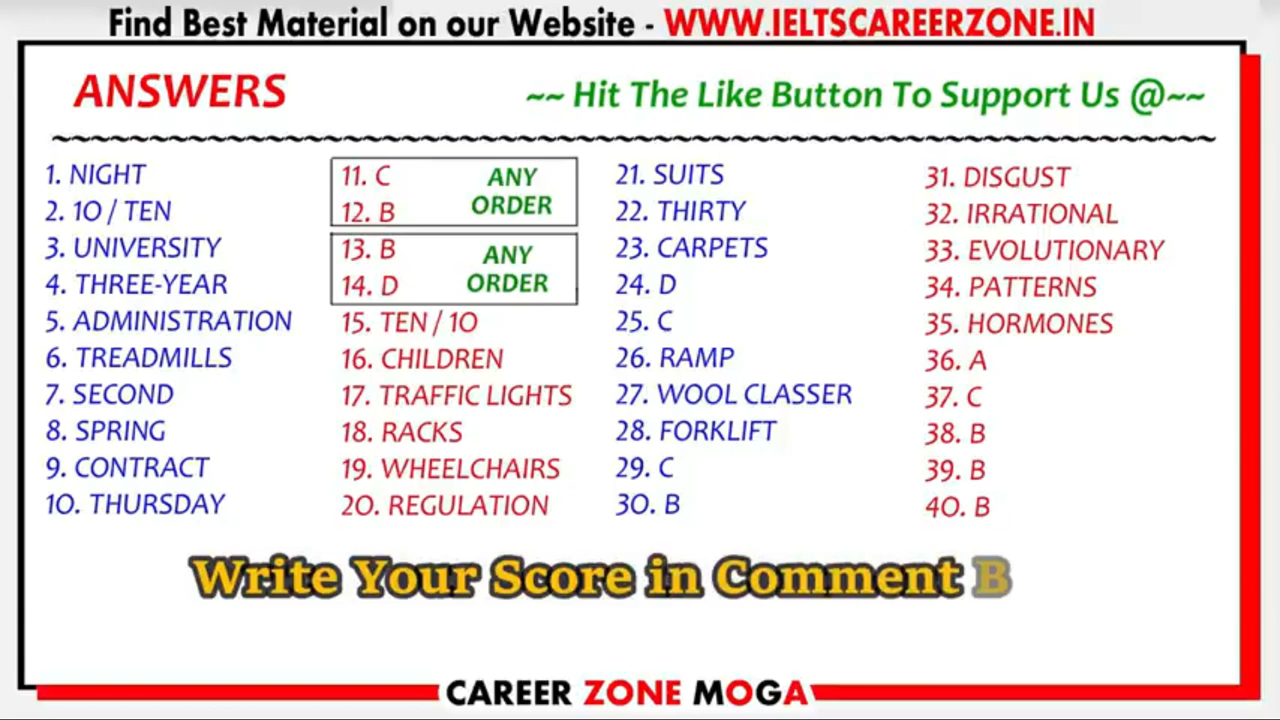 Find Best Material on our Website - WWW.IELTSCAREERZONE.IN
ANSWERS
~~ Hit The Like Button To Support Us @~~
1. NIGHT
2. 10 / TEN
3. UNIVERSITY
4. THREE-YEAR
5. ADMINISTRATION
6. TREADMILLS
7. SECOND
8. SPRING
9. CONTRACT
10. THURSDAY
11. C
12. B
ANY
ORDER
13. B
14. D
ANY
ORDER
15. TEN / 10
16. CHILDREN
17. TRAFFIC LIGHTS
18. RACKS
19. WHEELCHAIRS
20. REGULATION
21. SUITS
22. THIRTY
23. CARPETS
24. D
25. C
26. RAMP
27. WOOL CLASSER
28. FORKLIFT
29. C
30. B
31. DISGUST
32. IRRATIONAL
33. EVOLUTIONARY
34. PATTERNS
35. HORMONES
36. A
37. C
38. B
39. B
40. B
Write Your Score in Comment B
CAREER ZONE MOGA